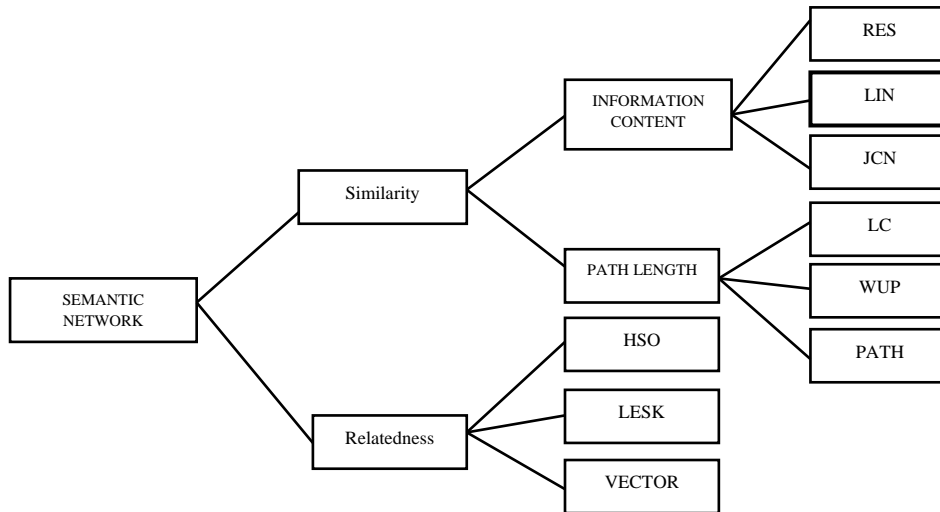 SEMANTIC
NETWORK
Similarity
INFORMATION
CONTENT
RES
LIN
JCN
PATH LENGTH
LC
WUP
PATH
Relatedness
HSO
LESK
VECTOR